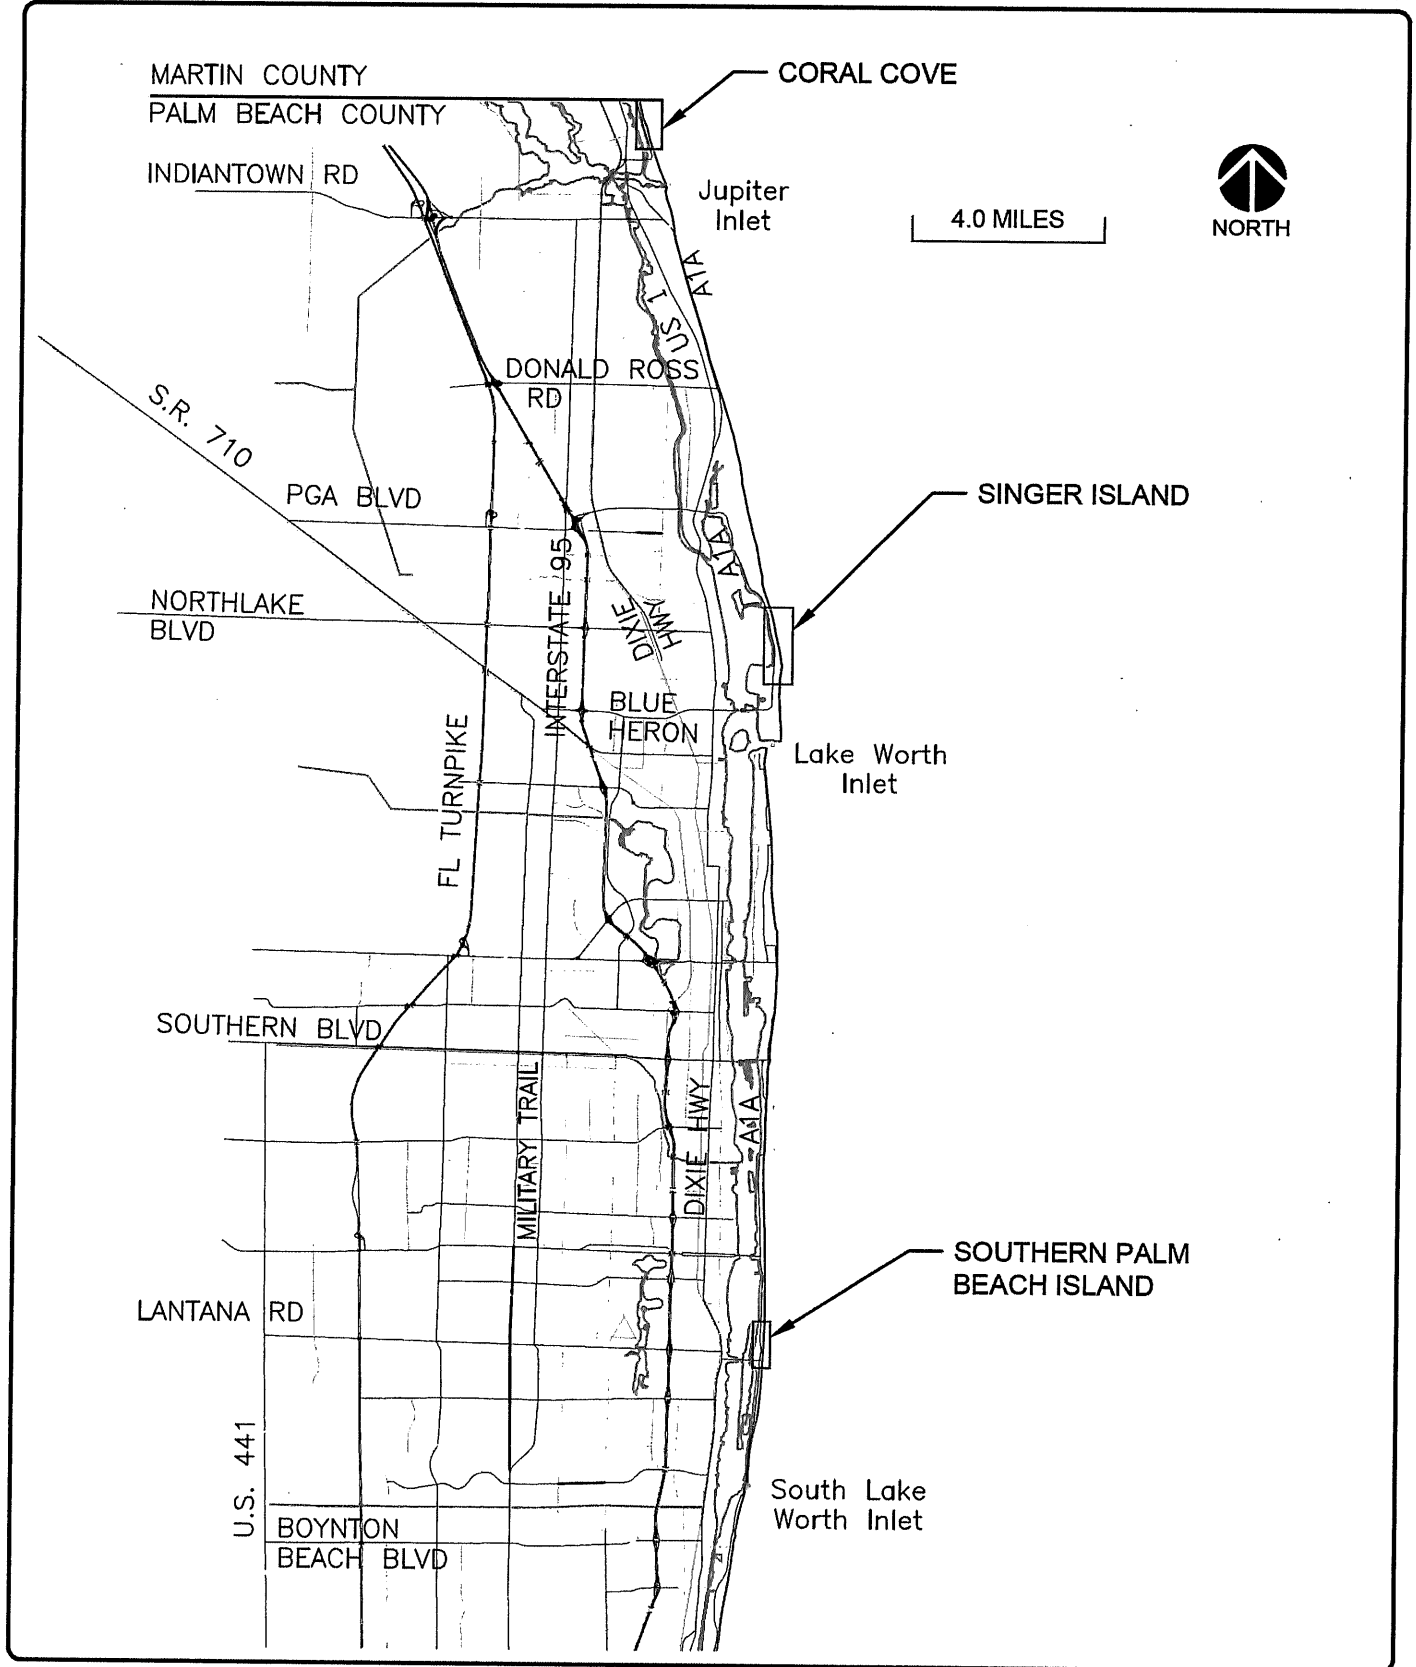 MARTIN COUNTY
CORAL COVE
PALM BEACH COUNTY
INDIANTOWN RD
Jupiter
Inlet
4.0 MILES
NORTH
A1A
US 1
DONALD ROSS
RD
S.R. 710
PGA BLVD
SINGER ISLAND
A1A
INTERSTATE 95
NORTHLAKE
BLVD
DIXIE
HWY
BLUE
HERON
FL TURNPIKE
Lake Worth
Inlet
SOUTHERN BLVD
MILITARY TRAIL
DIXIE HWY
A1A
SOUTHERN PALM
BEACH ISLAND
LANTANA RD
U.S. 441
South Lake
Worth Inlet
BOYNTON
BEACH BLVD